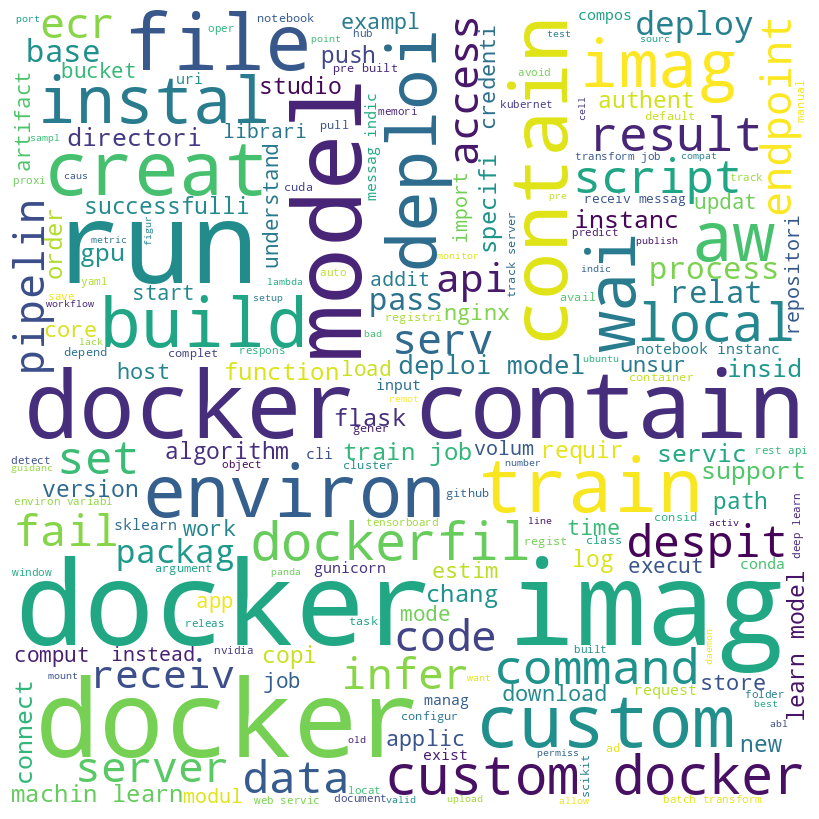 port
oper
notebook
hub
point
exampl
compos
test
sourc
ecr
file
push
deploy
base
bucket
uri
pre built
studio
access
credenti
contain
imag
avoid
kubernet
cell
endpoint
manual
artifact
instal
model
deploi
authent
default
sampl
directori
librari
pull
memori
messag indic
result
proxi
caus
creat
cuda
understand
import
specifi
transform job
compat
track
script
receiv messag
updat
pre
successfulli
order
run
metric
figur
gpu
lambda
auto
monitor
track server
instanc
predict
publish
aw
indic
wai
process
repositori
pipelin
yaml
save
workflow
start
setup
addit
api
pass
registri
nginx
avail
relat
core
lack
build
depend
complet
respons
bad
serv
local
ubuntu
notebook instanc
host
function
load
deploi model
unsur
insid
input
remot
container
docker contain
flask
gener
detect
guidanc
set
algorithm
object
cli
cluster
train job
volum
number
requir
servic
rest api
support
version
environ
github
train
path
deep learn
environ variabl
fail
sklearn
work
tensorboard
line
regist
class
time
consid
activ
despit
window
packag
argument
panda
dockerfil
gunicorn
estim
log
execut
conda
docker imag
app
releas
nvidia
task
mode
chang
built
daemon
learn model
comput
instead
copi
code
receiv
mount
job
want
infer
manag
configur
command
download
request
store
folder
best
abl
connect
docker
old
applic
exist
custom
permiss
scikit
ad
new
server
data
locat
document
valid
upload
allow
custom docker
machin learn
modul
web servic
batch transform